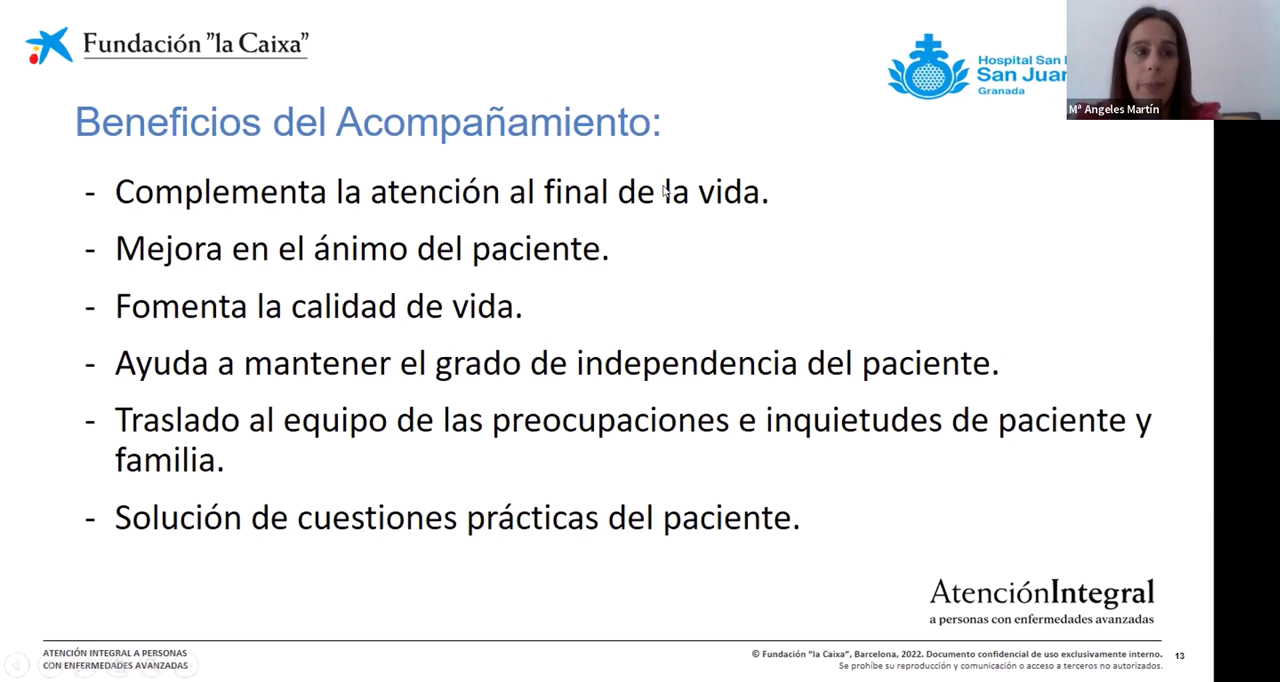 Fundación "la Caixa"
Hospital San
San Juan
Granada
Mª Angeles Martín
Beneficios del Acompañamiento:
- Complementa la atención al final de la vida.
- Mejora en el ánimo del paciente.
- Fomenta la calidad de vida.
- Ayuda a mantener el grado de independencia del paciente.
- Traslado al equipo de las preocupaciones e inquietudes de paciente y
familia.
- Solución de cuestiones prácticas del paciente.
AtenciónIntegral
a personas con enfermedades avanzadas
ATENCIÓN INTEGRAL A PERSONAS
CON ENFERMEDADES AVANZADAS
© Fundación "la Caixa", Barcelona, 2022. Documento confidencial de uso exclusivamente interno.
Se prohíbe su reproducción y comunicación o acceso a terceros no autorizados.
13